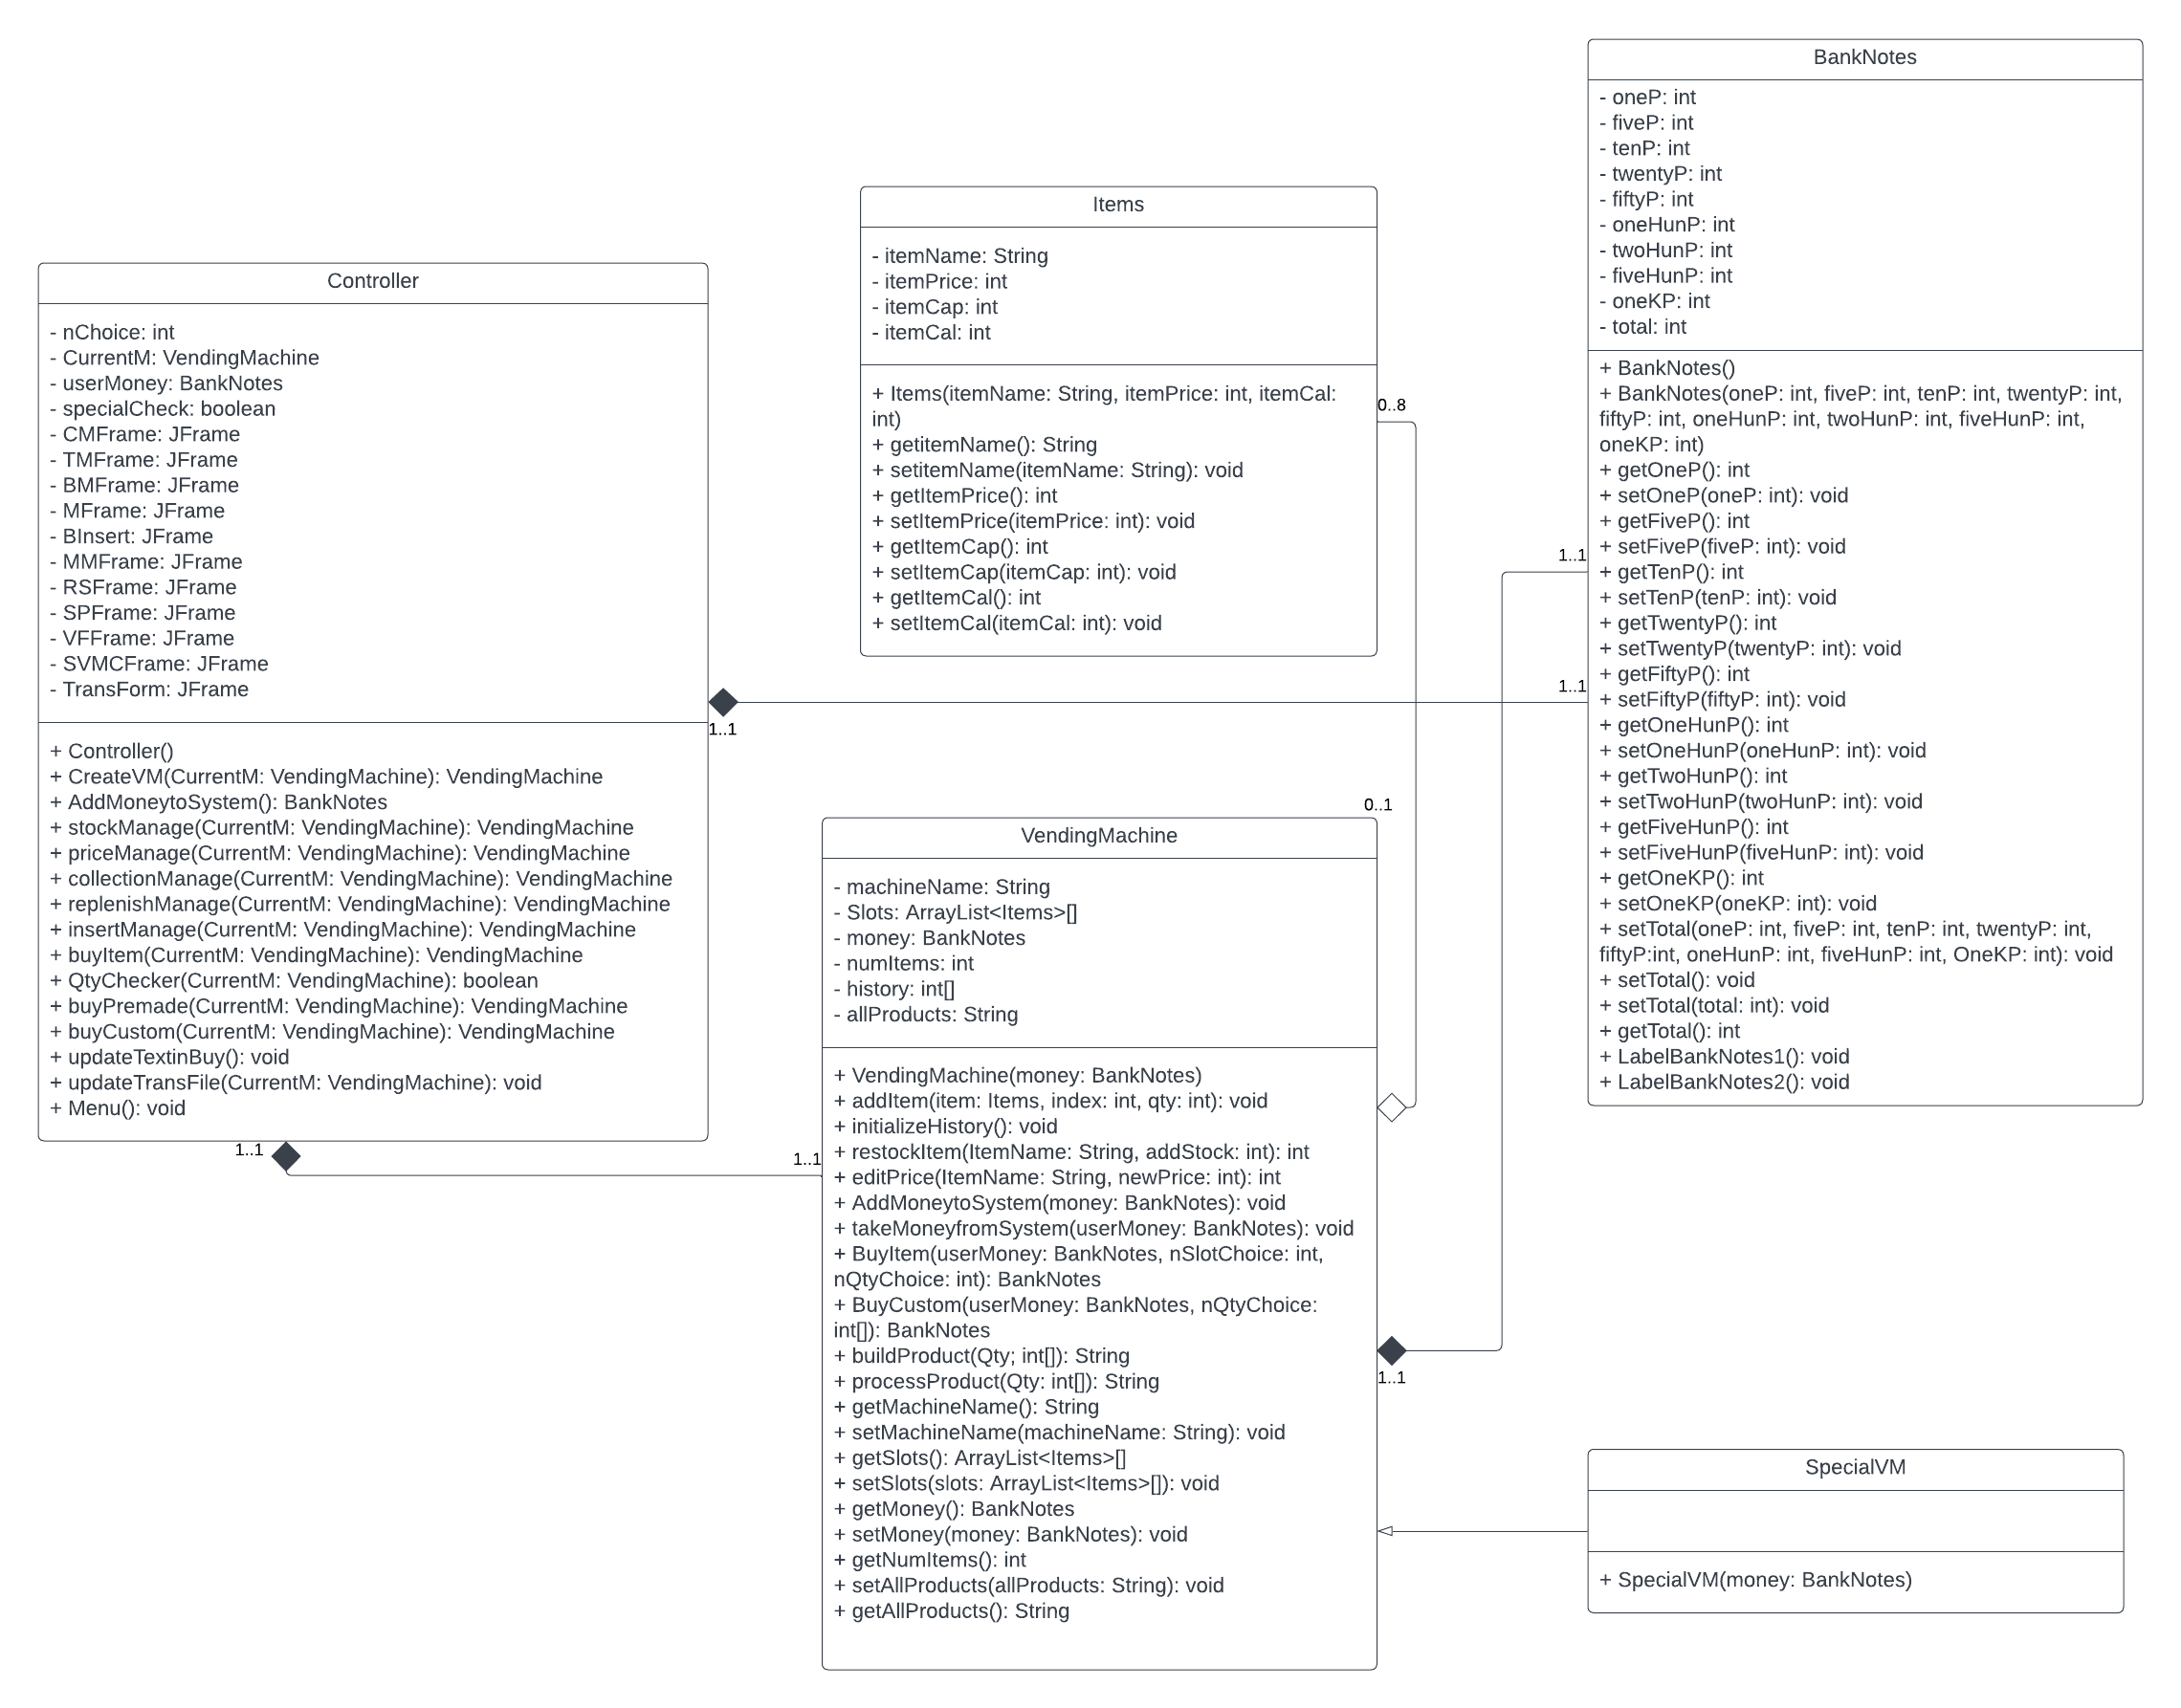 Controller
- nChoice: int
- CurrentM: VendingMachine
- userMoney: BankNotes
- specialCheck: boolean
- CMFrame: JFrame
- TMFrame: JFrame
- BMFrame: JFrame
- MFrame: JFrame
- BInsert: JFrame
- MMFrame: JFrame
- RSFrame: JFrame
- SPFrame: JFrame
- VFFrame: JFrame
- SVMCFrame: JFrame
- TransForm: JFrame
+ Controller()
+ CreateVM(CurrentM: VendingMachine): VendingMachine
+ AddMoneytoSystem(): BankNotes
+ stockManage(CurrentM: VendingMachine): VendingMachine
+ priceManage(CurrentM: VendingMachine): VendingMachine
+ collectionManage(CurrentM: VendingMachine): VendingMachine
+ replenishManage(CurrentM: VendingMachine): VendingMachine
+ insertManage(CurrentM: VendingMachine): VendingMachine
+ buyItem(CurrentM: VendingMachine): VendingMachine
+ QtyChecker(CurrentM: VendingMachine): boolean
+ buyPremade(CurrentM: VendingMachine): VendingMachine
+ buyCustom(CurrentM: VendingMachine): VendingMachine
+ updateTextinBuy(): void
+ updateTransFile(CurrentM: VendingMachine): void
+ Menu(): void
1..1
1..1
1..1
1..1
Items
- itemName: String
- itemPrice: int
- itemCap: int
- itemCal: int
+ Items(itemName: String, itemPrice: int, itemCal:
int)
+ getitemName(): String
+ setitemName(itemName: String): void
+ getItemPrice(): int
+ setItemPrice(itemPrice: int): void
+ getItemCap(): int
+ setItemCap(itemCap: int): void
+ getItemCal(): int
+ setItemCal(itemCal: int): void
0..8
0..1
VendingMachine
- machineName: String
- Slots: ArrayList<Items>[]
- money: BankNotes
- numItems: int
- history: int[]
- allProducts: String
+ VendingMachine(money: BankNotes)
+ addItem(item: Items, index: int, qty: int): void
+ initializeHistory(): void
+ restockItem(ItemName: String, addStock: int): int
+ editPrice(ItemName: String, newPrice: int): int
+ AddMoneytoSystem(money: BankNotes): void
+ takeMoneyfromSystem(userMoney: BankNotes): void
+ BuyItem(userMoney: BankNotes, nSlotChoice: int,
nQtyChoice: int): BankNotes
+ BuyCustom(userMoney: BankNotes, nQtyChoice:
int[]): BankNotes
+ buildProduct(Qty; int[]): String
+ processProduct(Qty: int[]): String
+ getMachineName(): String
+ setMachineName(machineName: String): void
+ getSlots(): ArrayList<Items>[]
+ setSlots(slots: ArrayList<Items>[]): void
+ getMoney(): BankNotes
+ setMoney(money: BankNotes): void
+ getNumItems(): int
+ setAllProducts(allProducts: String): void
+ getAllProducts(): String
1..1
1..1
BankNotes
- oneP: int
- fiveP: int
- tenP: int
- twentyP: int
- fiftyP: int
- oneHunP: int
- twoHunP: int
- fiveHunP: int
- oneKP: int
- total: int
+ BankNotes()
+ BankNotes(oneP: int, fiveP: int, tenP: int, twentyP: int,
fiftyP: int, oneHunP: int, twoHunP: int, fiveHunP: int,
oneKP: int)
+ getOneP(): int
+ setOneP(oneP: int): void
+ getFiveP(): int
+ setFiveP(fiveP: int): void
+ getTenP(): int
+ setTenP(tenP: int): void
+ getTwentyP(): int
+ setTwentyP(twentyP: int): void
+ getFiftyP(): int
+ setFiftyP(fiftyP: int): void
+ getOneHunP(): int
+ setOneHunP(oneHunP: int): void
+ getTwoHunP(): int
+ setTwoHunP(twoHunP: int): void
+ getFiveHunP(): int
+ setFiveHunP(fiveHunP: int): void
+ getOneKP(): int
+ setOneKP(oneKP: int): void
+ setTotal(oneP: int, fiveP: int, tenP: int, twentyP: int,
fiftyP:int, oneHunP: int, fiveHunP: int, OneKP: int): void
+ setTotal(): void
+ setTotal(total: int): void
+ getTotal(): int
+ LabelBankNotes1(): void
+ LabelBankNotes2(): void
SpecialVM
+ SpecialVM(money: BankNotes)